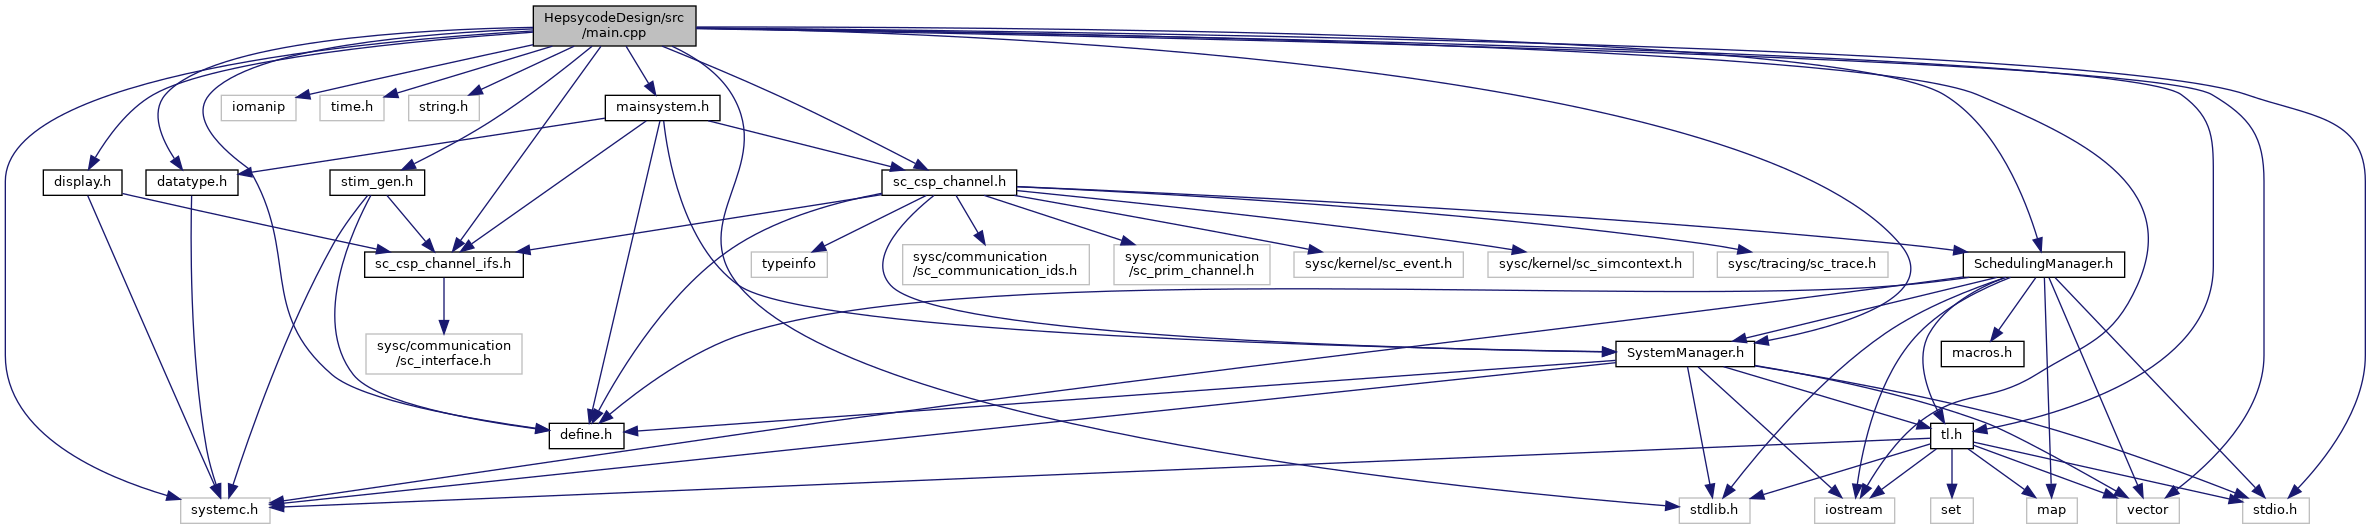 HepsycodeDesign/src
/main.cpp
iomanip
time.h
string.h
mainsystem.h
display.h
datatype.h
stim_gen.h
sc_csp_channel.h
sc_csp_channel_ifs.h
typeinfo
sysc/communication
/sc_communication_ids.h
sysc/communication
/sc_prim_channel.h
sysc/kernel/sc_event.h
sysc/kernel/sc_simcontext.h
sysc/tracing/sc_trace.h
SchedulingManager.h
sysc/communication
/sc_interface.h
SystemManager.h
macros.h
define.h
tl.h
systemc.h
stdlib.h
iostream
set
map
vector
stdio.h